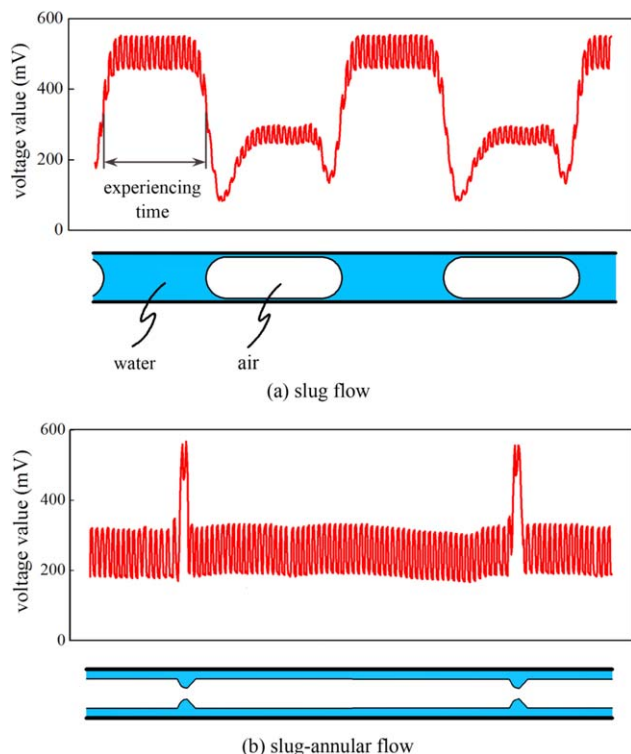 600
400
200
0
voltage value (mV)
experiencing
time
water
air
(a) slug flow
600
400
200
0
voltage value (mV)
(b) slug-annular flow